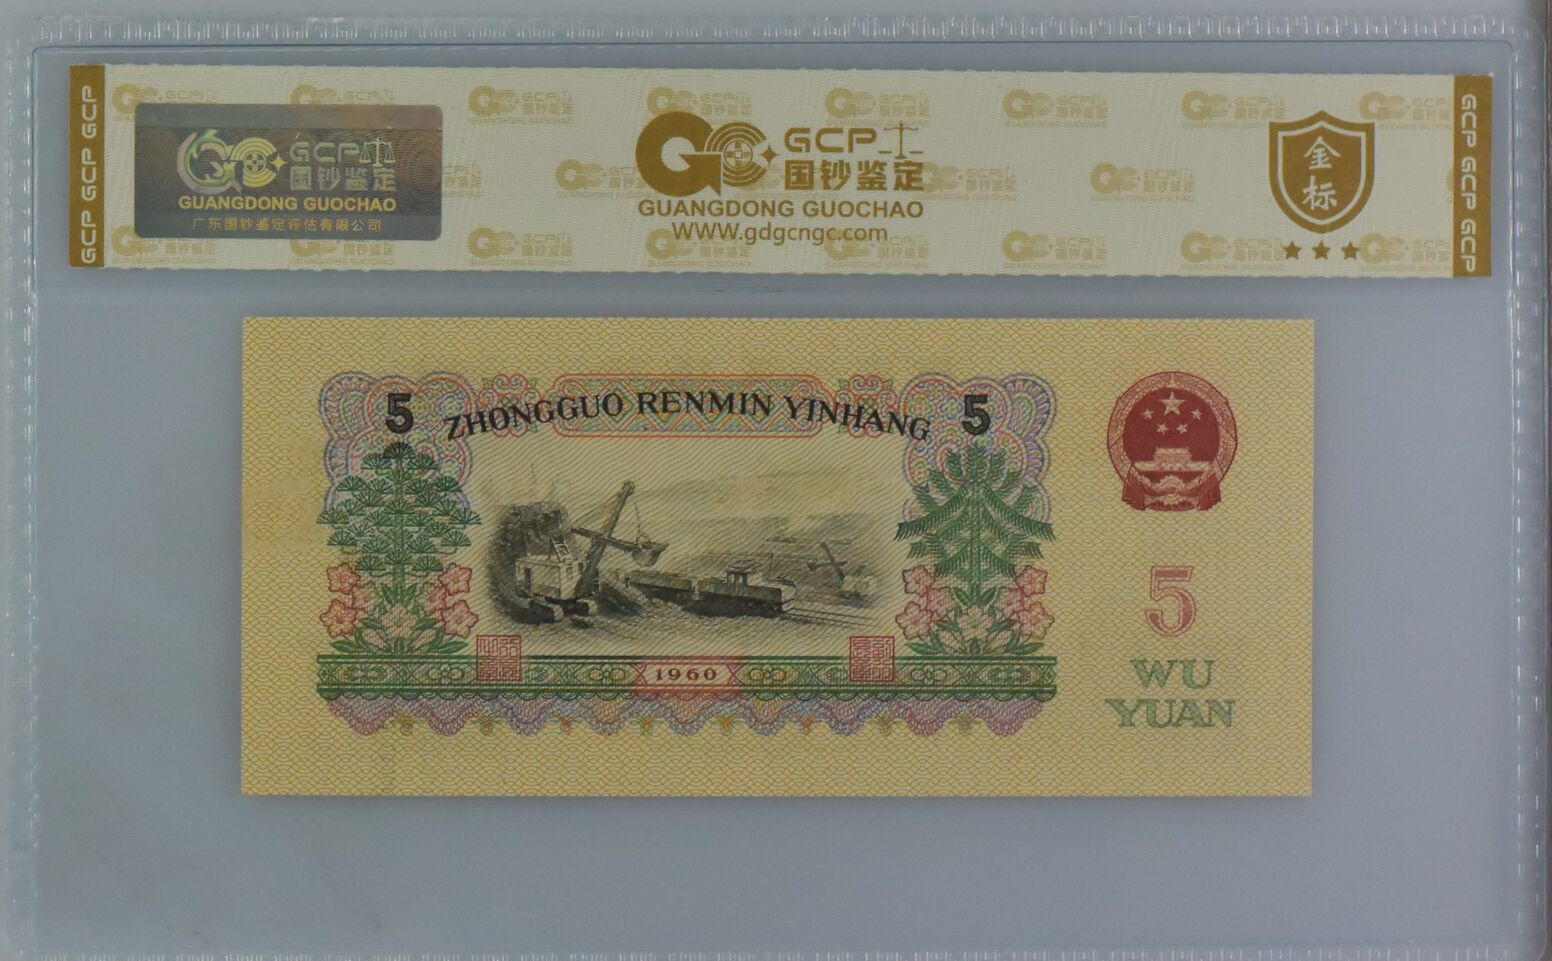 GCP GCP GCP
GCP
国钞鉴定
GUANGDONG GUOCHAO
广东国钞鉴定评估有限公司
GCP
国钞鉴定
GUANGDONG GUOCHAO
WWW.gdgcngc.com
金
标
GCP GCP GCP
5 ZHONGGUO RENMIN YINHANG 5
1960
5
WU
YUAN